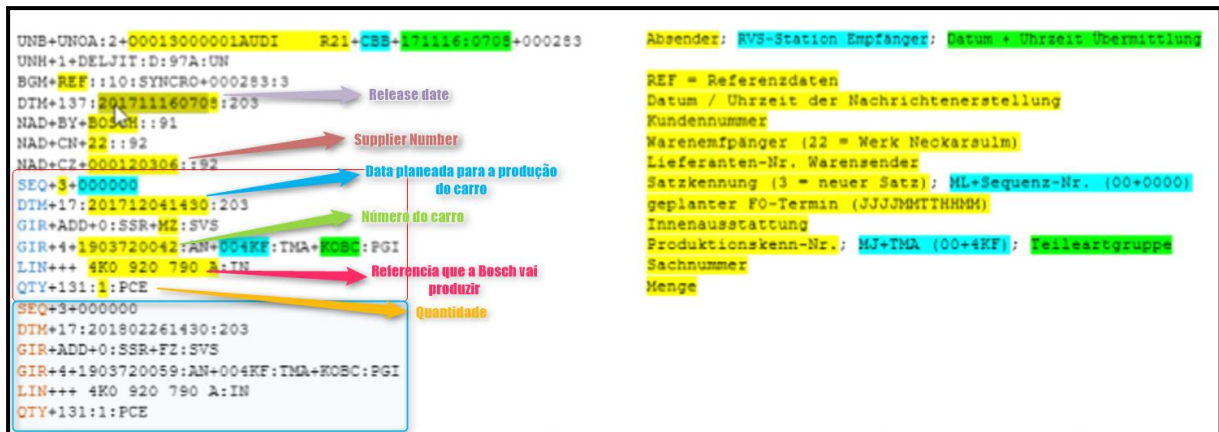 UNB+UNOA:2+00013000001AUDI R21+CBB+171116:0708+000283
UNH+1+DELJIT:D:97A:UN
BGM+REF::10:SYNCRO+000283:3
DTM+137:201711160708:203
NAD+BY+BOSCH::91
NAD+CN+22::92
NAD+CZ+000120306::92
SEQ+3+000000
DTM+17:201712041430:203
GIR+ADD+0:SSR+MZ:SVS
GIR+4+1903720042:AN+004KF:TMA+KOBC:PGI
LIN+++ 4K0 920 790 A:IN
QTY+131:1:PCE
SEQ+3+000000
DTM+17:201802261430:203
GIR+ADD+0:SSR+FZ:SVS
GIR+4+1903720059:AN+004KF:TMA+KOBC:PGI
LIN+++ 4K0 920 790 A:IN
QTY+131:1:PCE
Release date
Supplier Number
Data planeada para a produção
do carro
Número do carro
Referencia que a Bosch vai
produzir
Quantidade
Absender; RVS-Station Empfänger; Datum + Uhrzeit Übermittlung
REF = Referenzdaten
Datum / Uhrzeit der Nachrichtenerstellung
Kundennummer
Warenemfpänger (22 = Werk Neckarsulm)
Lieferanten-Nr. Warensender
Satzkennung (3 = neuer Satz); ML+Sequenz-Nr. (00+0000)
geplanter F0-Termin (JJJJMMTTHHMM)
Innenausstattung
Produktionskenn-Nr.; MJ+TMA (00+4KF); Teileartgruppe
Sachnummer
Menge